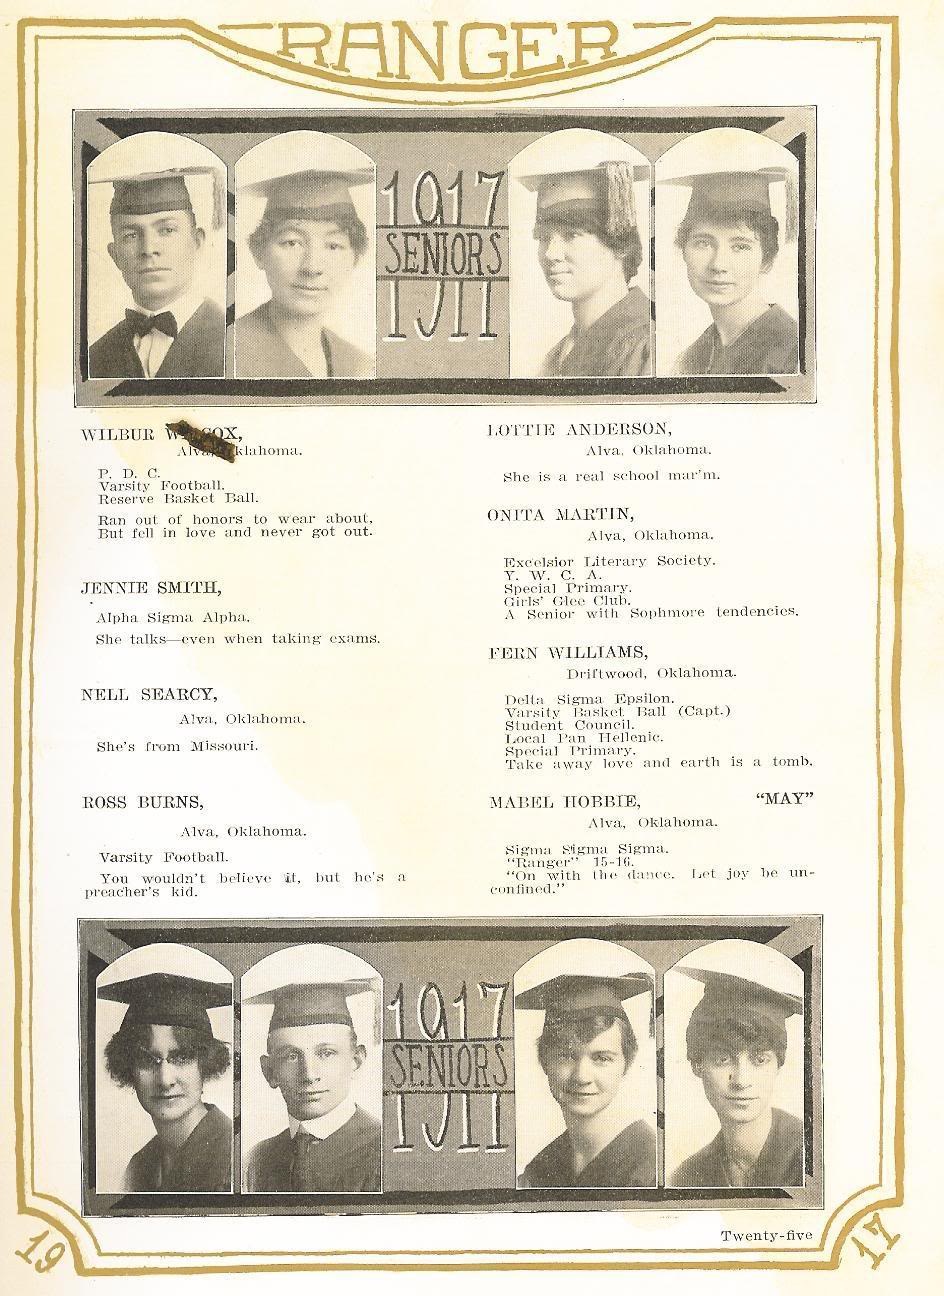 RANGER
1917
SENIORS
1917
WILBUR WILCOX,
Alva, Oklahoma.
P. D. C.
Varsity Football.
Reserve Basket Ball.
Ran out of honors to wear about,
But fell in love and never got out.
JENNIE SMITH,
Alpha Sigma Alpha.
She talks—even when taking exams.
NELL SEARCY,
Alva, Oklahoma.
She's from Missouri.
ROSS BURNS,
Alva, Oklahoma.
Varsity Football.
You wouldn't believe it, but he's a
preacher's kid.
LOTTIE ANDERSON,
Alva, Oklahoma.
She is a real school mar'm.
ONITA MARTIN,
Alva, Oklahoma.
Excelsior Literary Society.
Y. W. C. A.
Special Primary.
Girls' Glee Club.
A Senior with Sophmore tendencies.
FERN WILLIAMS,
Driftwood, Oklahoma.
Delta Sigma Epsilon.
Varsity Basket Ball (Capt.)
Student Council.
Local Pan Hellenic.
Special Primary.
Take away love and earth is a tomb.
MABEL HOBBIE, "MAY"
Alva, Oklahoma.
Sigma Sigma Sigma.
"Ranger" 15-16.
"On with the dance. Let joy be un-
confined."
1917
SENIORS
1917
Twenty-five
19 17